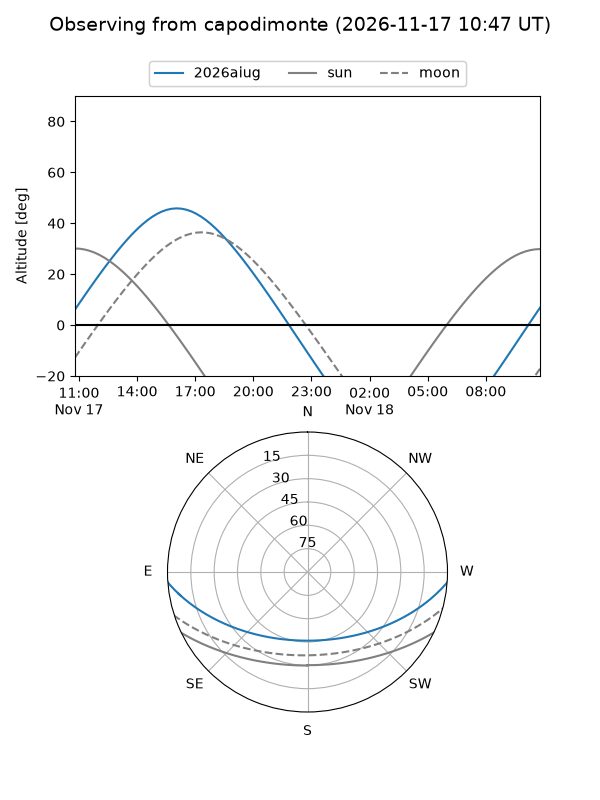 Observing from capodimonte (2026-11-17 10:47 UT)
2026aiug sun moon
Altitude [deg]
80
60
40
20
0
−20
11:00 14:00 17:00 20:00 23:00 02:00 05:00 08:00
Nov 17 Nov 18
N
NE NW
15
30
45
60
75
E W
SE SW
S